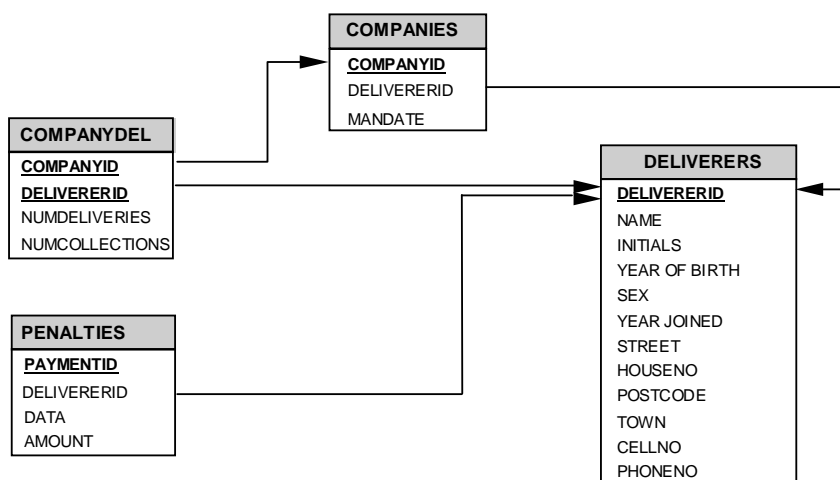 COMPANIES
COMPANYID
DELIVERERID
MANDATE
COMPANYDEL
COMPANYID
DELIVERERID
NUMDELIVERIES
NUMCOLLECTIONS
DELIVERERS
DELIVERERID
NAME
INITIALS
YEAR OF BIRTH
SEX
YEAR JOINED
STREET
HOUSENO
POSTCODE
TOWN
CELLNO
PHONENO
PENALTIES
PAYMENTID
DELIVERERID
DATA
AMOUNT